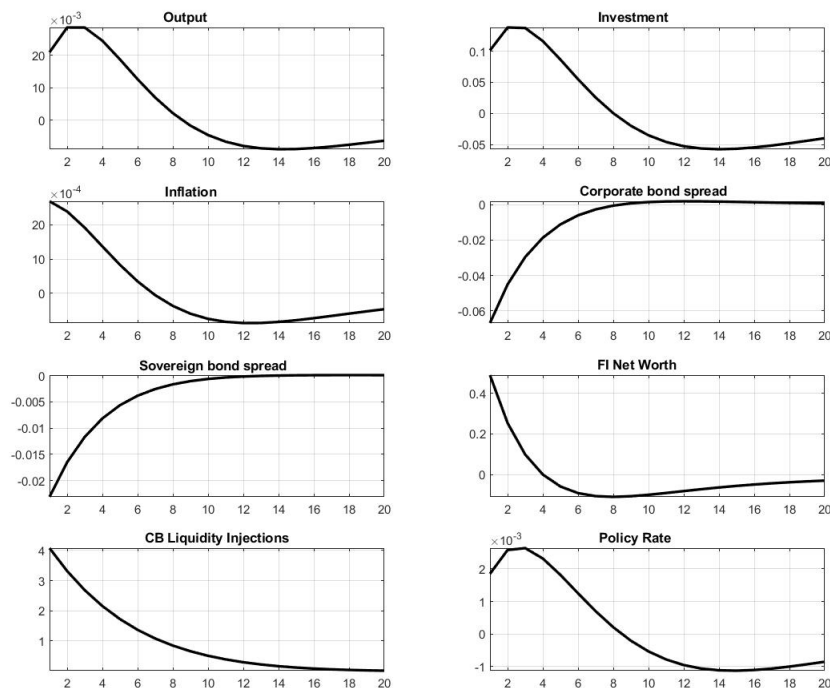 Output
×10⁻³
20
10
0
2 4 6 8 10 12 14 16 18 20
Investment
0.1
0.05
0
-0.05
2 4 6 8 10 12 14 16 18 20
Inflation
×10⁻⁴
20
10
0
2 4 6 8 10 12 14 16 18 20
Corporate bond spread
0
-0.02
-0.04
-0.06
2 4 6 8 10 12 14 16 18 20
Sovereign bond spread
0
-0.005
-0.01
-0.015
-0.02
2 4 6 8 10 12 14 16 18 20
FI Net Worth
0.4
0.2
0
2 4 6 8 10 12 14 16 18 20
CB Liquidity Injections
4
3
2
1
2 4 6 8 10 12 14 16 18 20
Policy Rate
×10⁻³
2
1
0
-1
2 4 6 8 10 12 14 16 18 20